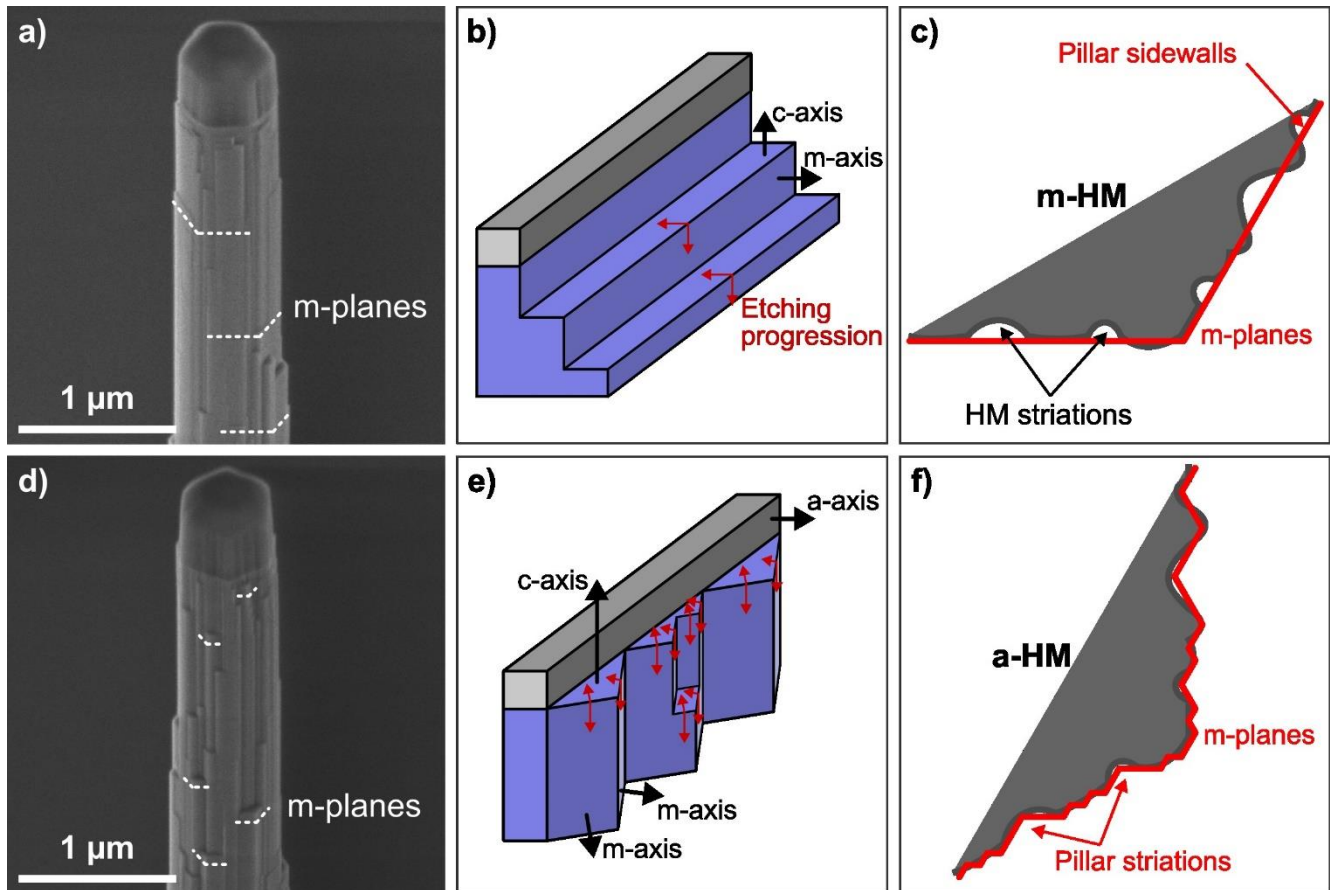 a)
m-planes
1 µm
b)
c-axis
m-axis
Etching
progression
c)
Pillar sidewalls
m-HM
m-planes
HM striations
d)
m-planes
1 µm
e)
a-axis
c-axis
m-axis
m-axis
f)
a-HM
m-planes
Pillar striations